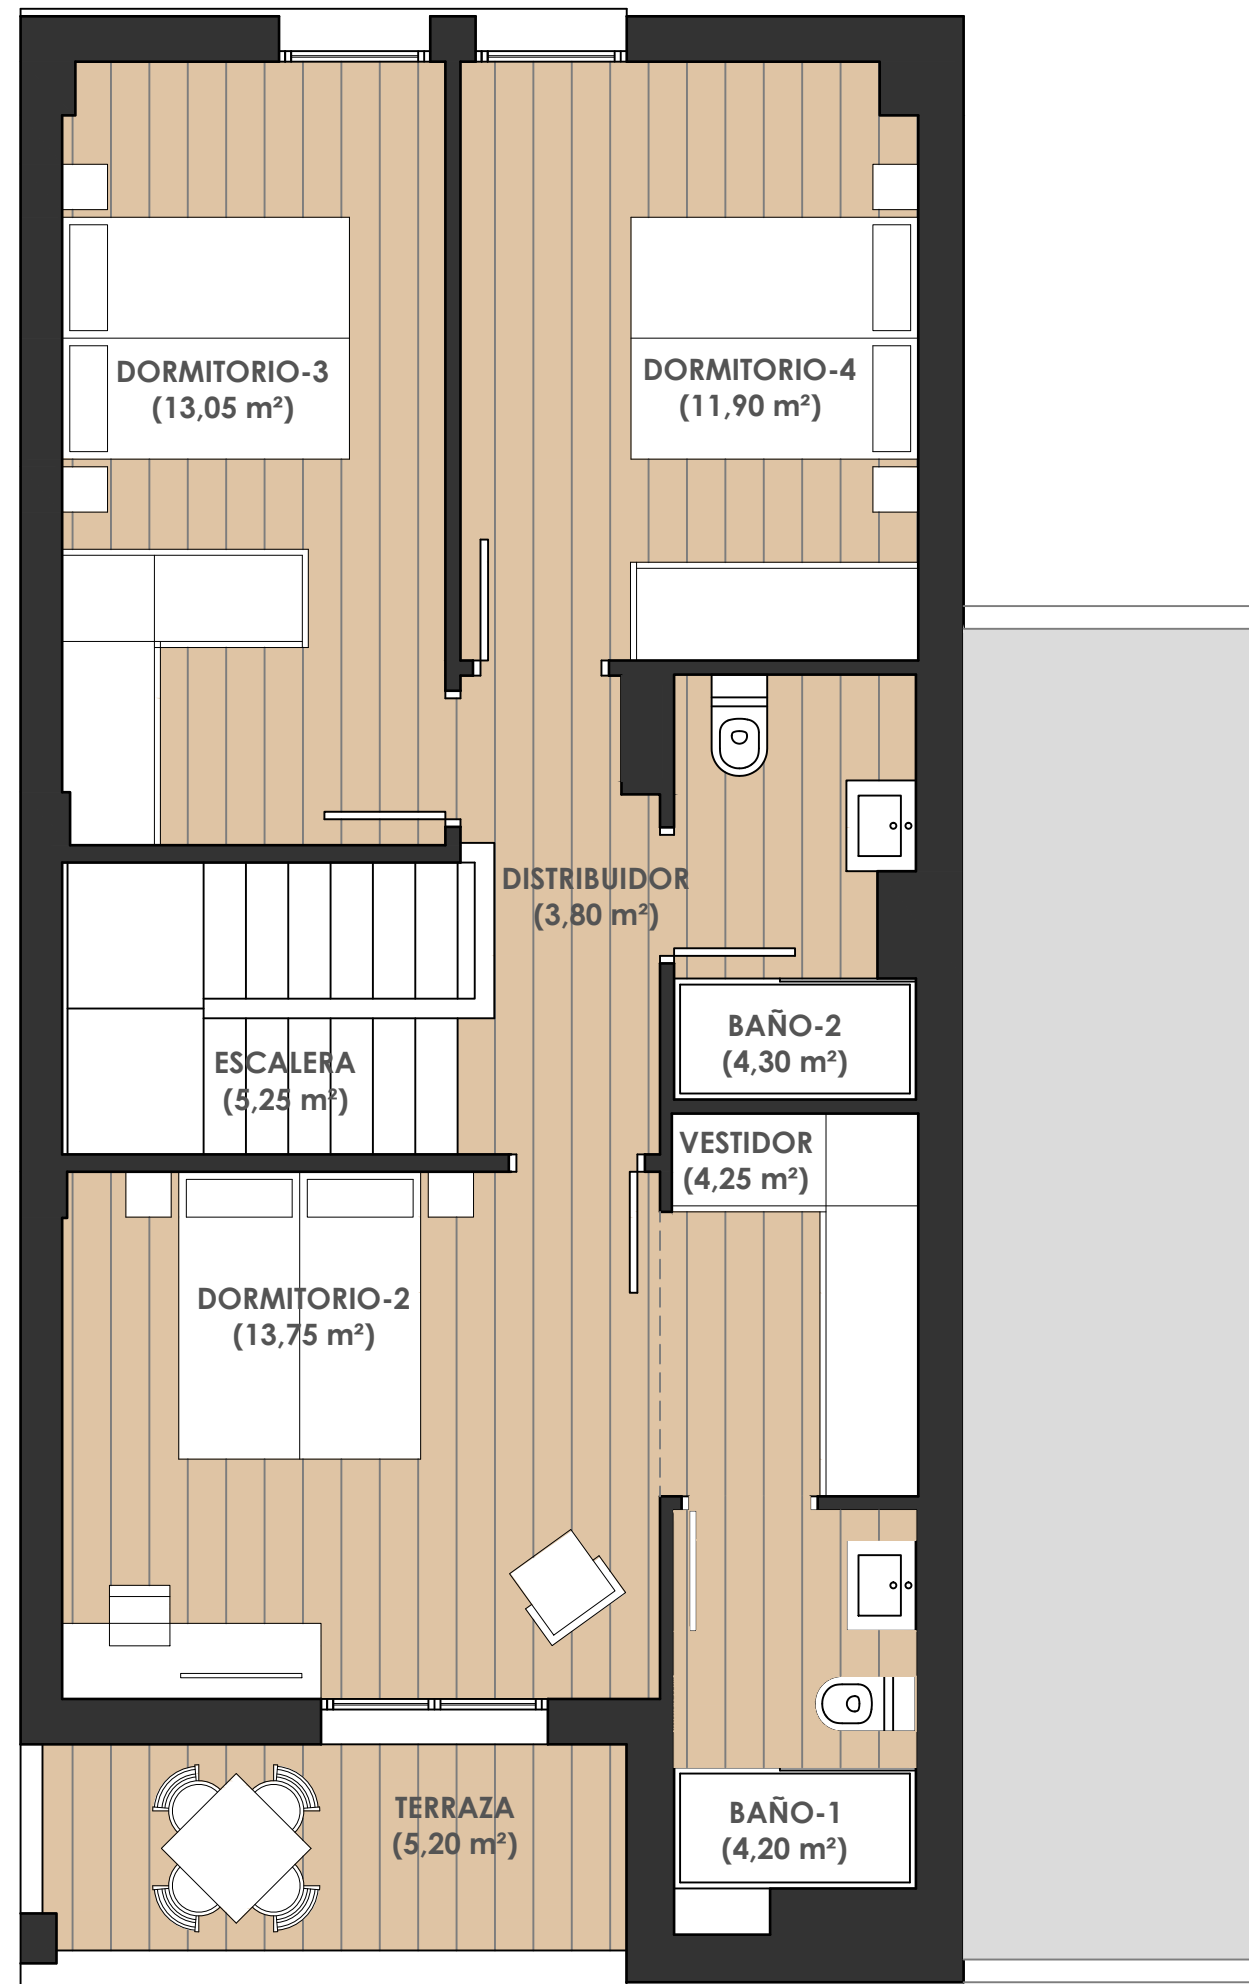 DORMITORIO-3
(13,05 m²)
DORMITORIO-4
(11,90 m²)
DISTRIBUIDOR
(3,80 m²)
BAÑO-2
(4,30 m²)
ESCALERA
(5,25 m²)
VESTIDOR
(4,25 m²)
DORMITORIO-2
(13,75 m²)
TERRAZA
(5,20 m²)
BAÑO-1
(4,20 m²)